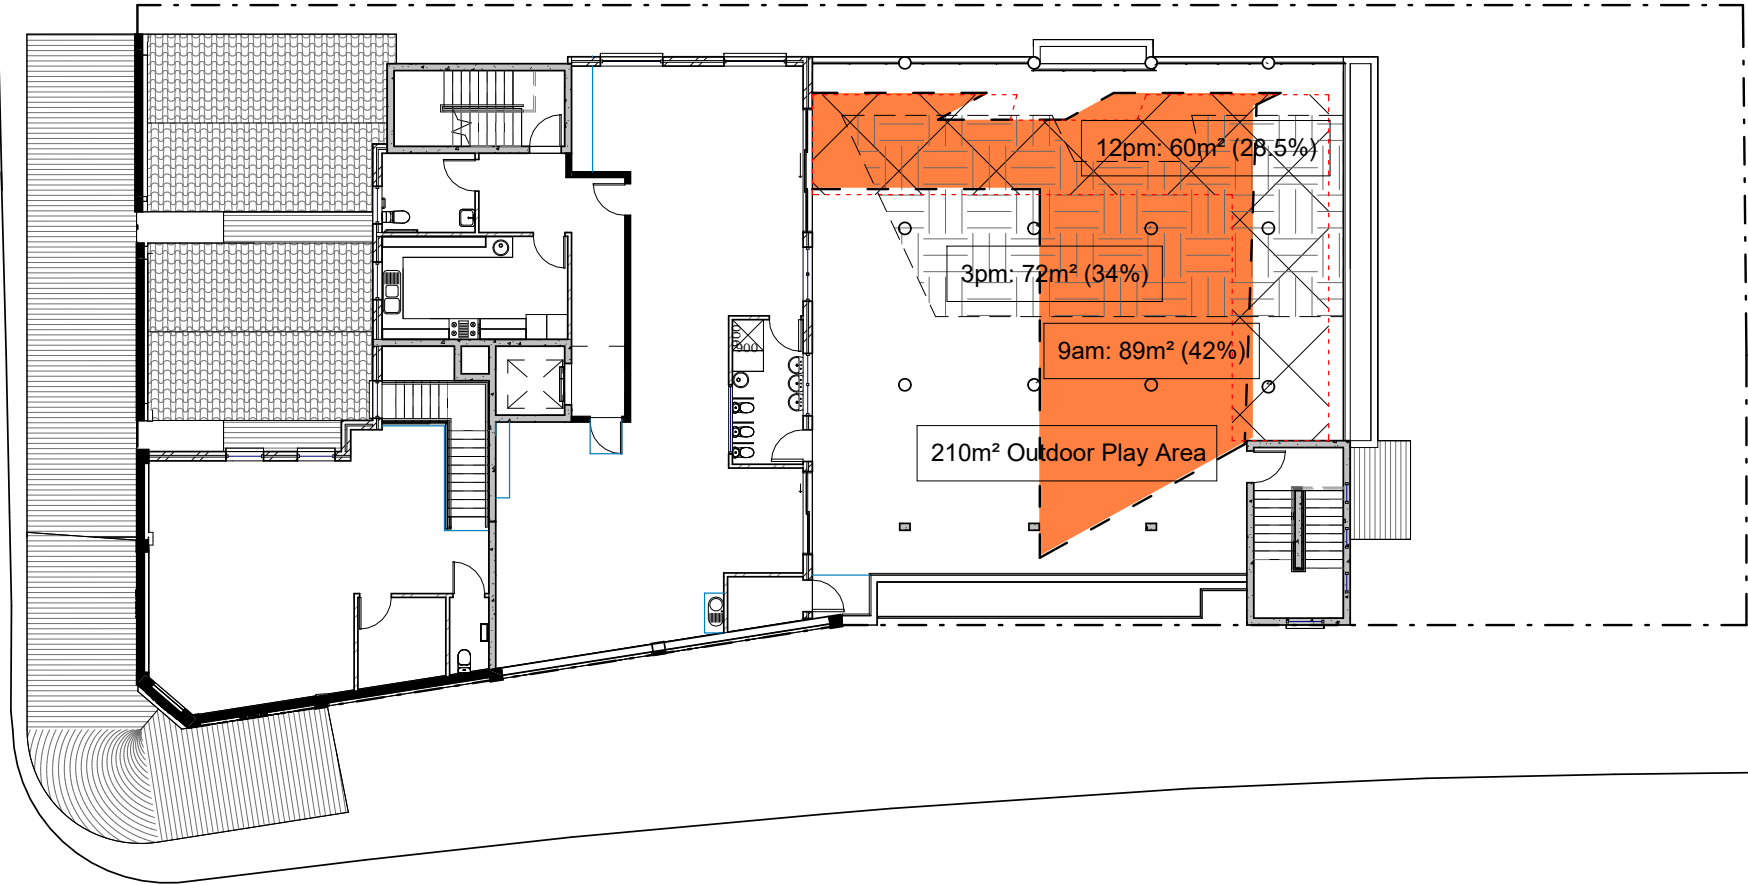 12pm: 60m² (28.5%)
3pm: 72m² (34%)
9am: 89m² (42%)
210m² Outdoor Play Area